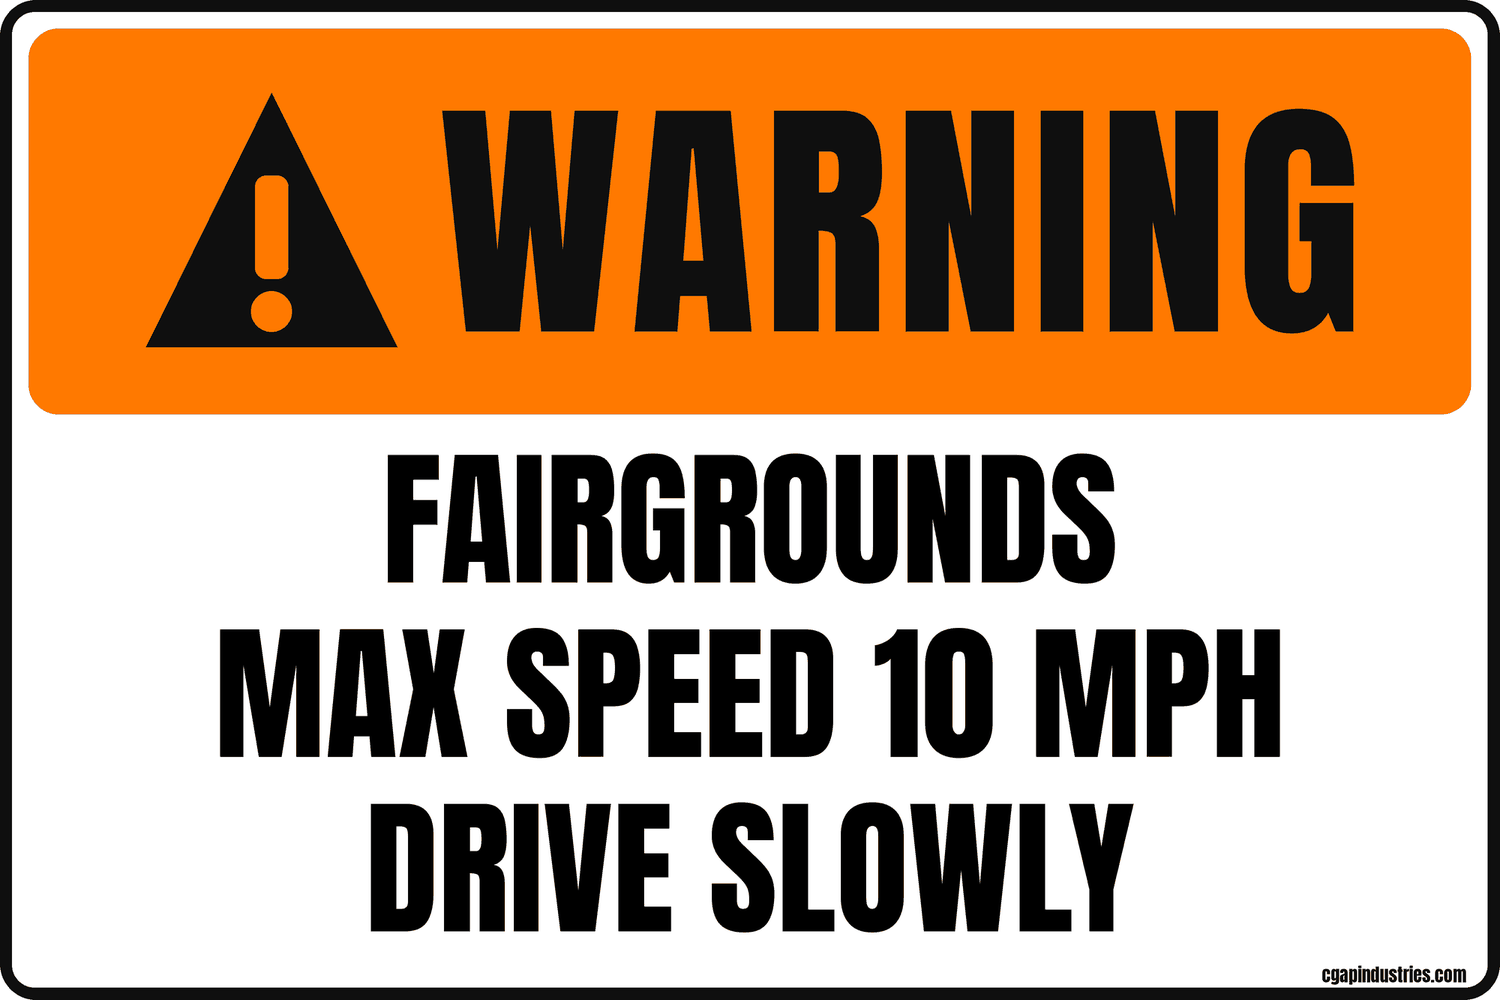 WARNING
FAIRGROUNDS
MAX SPEED 10 MPH
DRIVE SLOWLY
cgapindustries.com